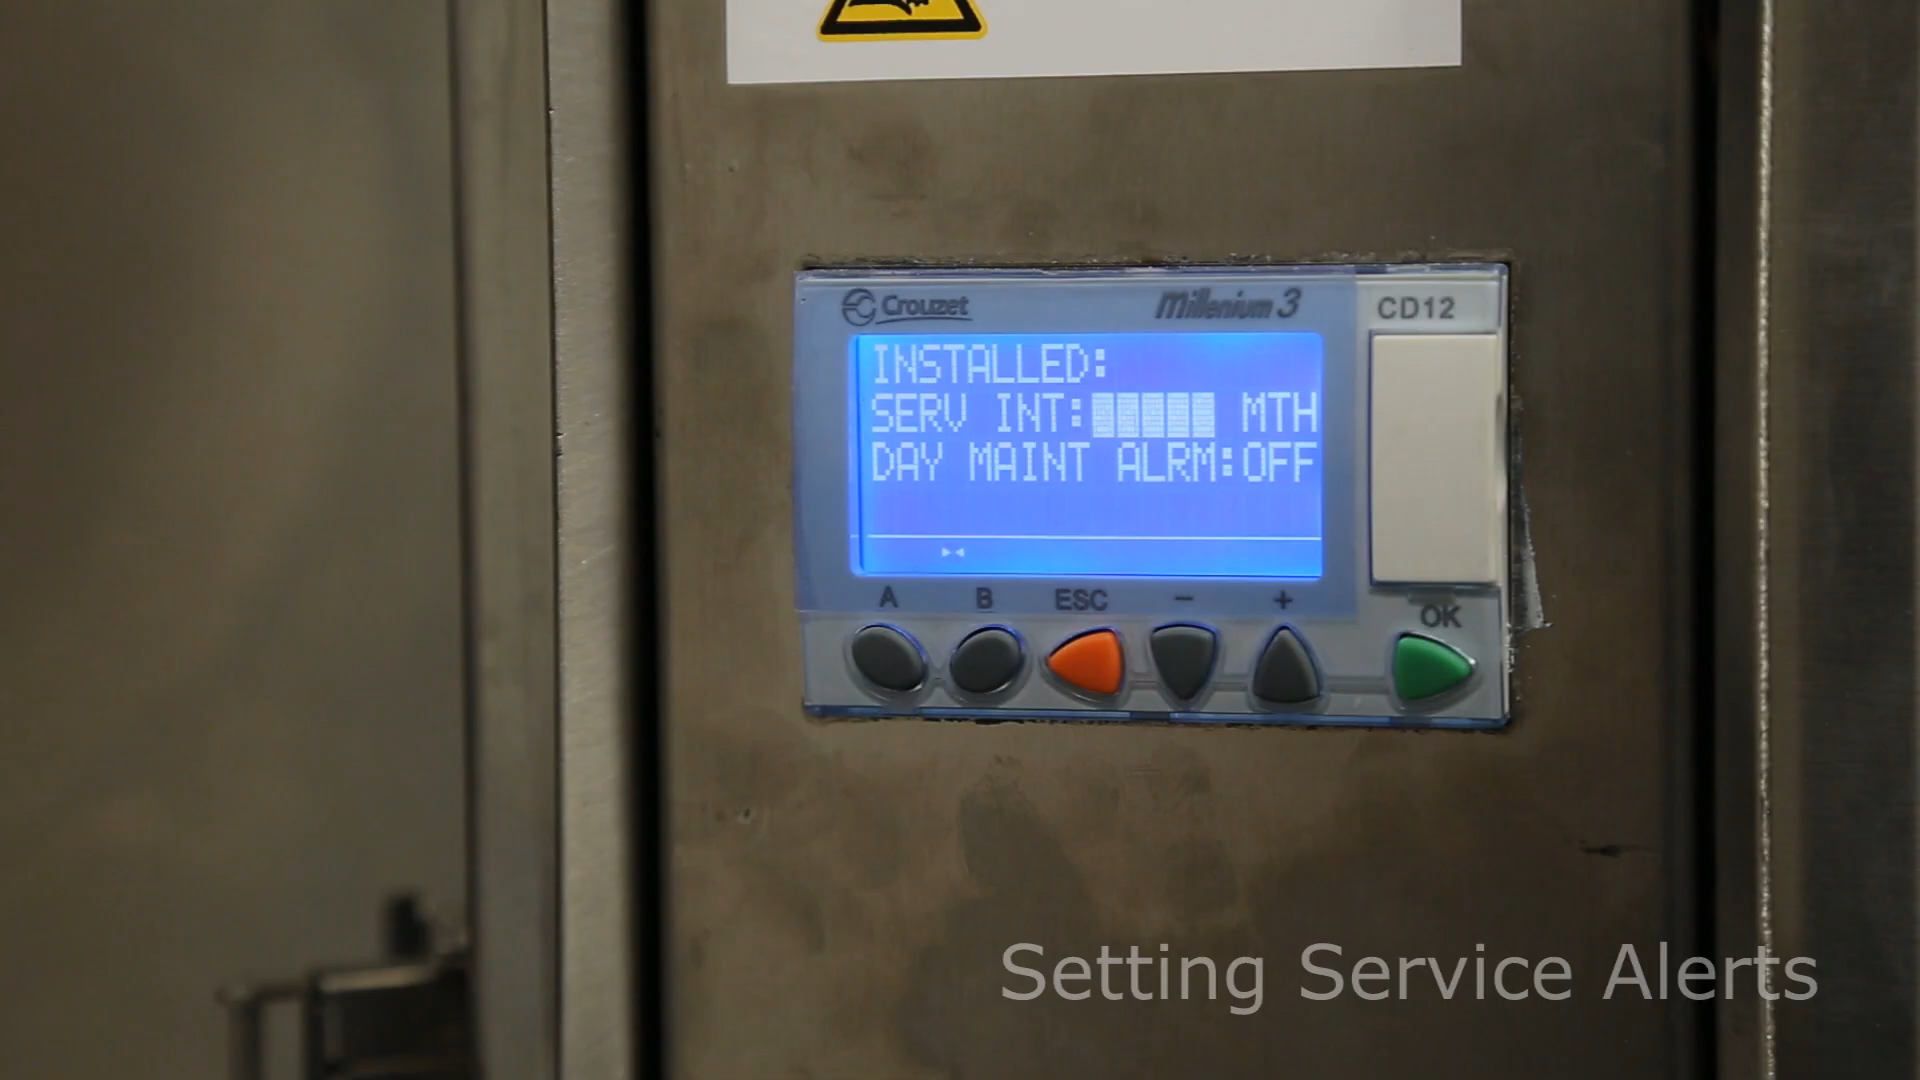 Crouzet Millenium 3 CD12
INSTALLED:
SERV INT: MTH
DAY MAINT ALRM:OFF
A B ESC - + OK
Setting Service Alerts